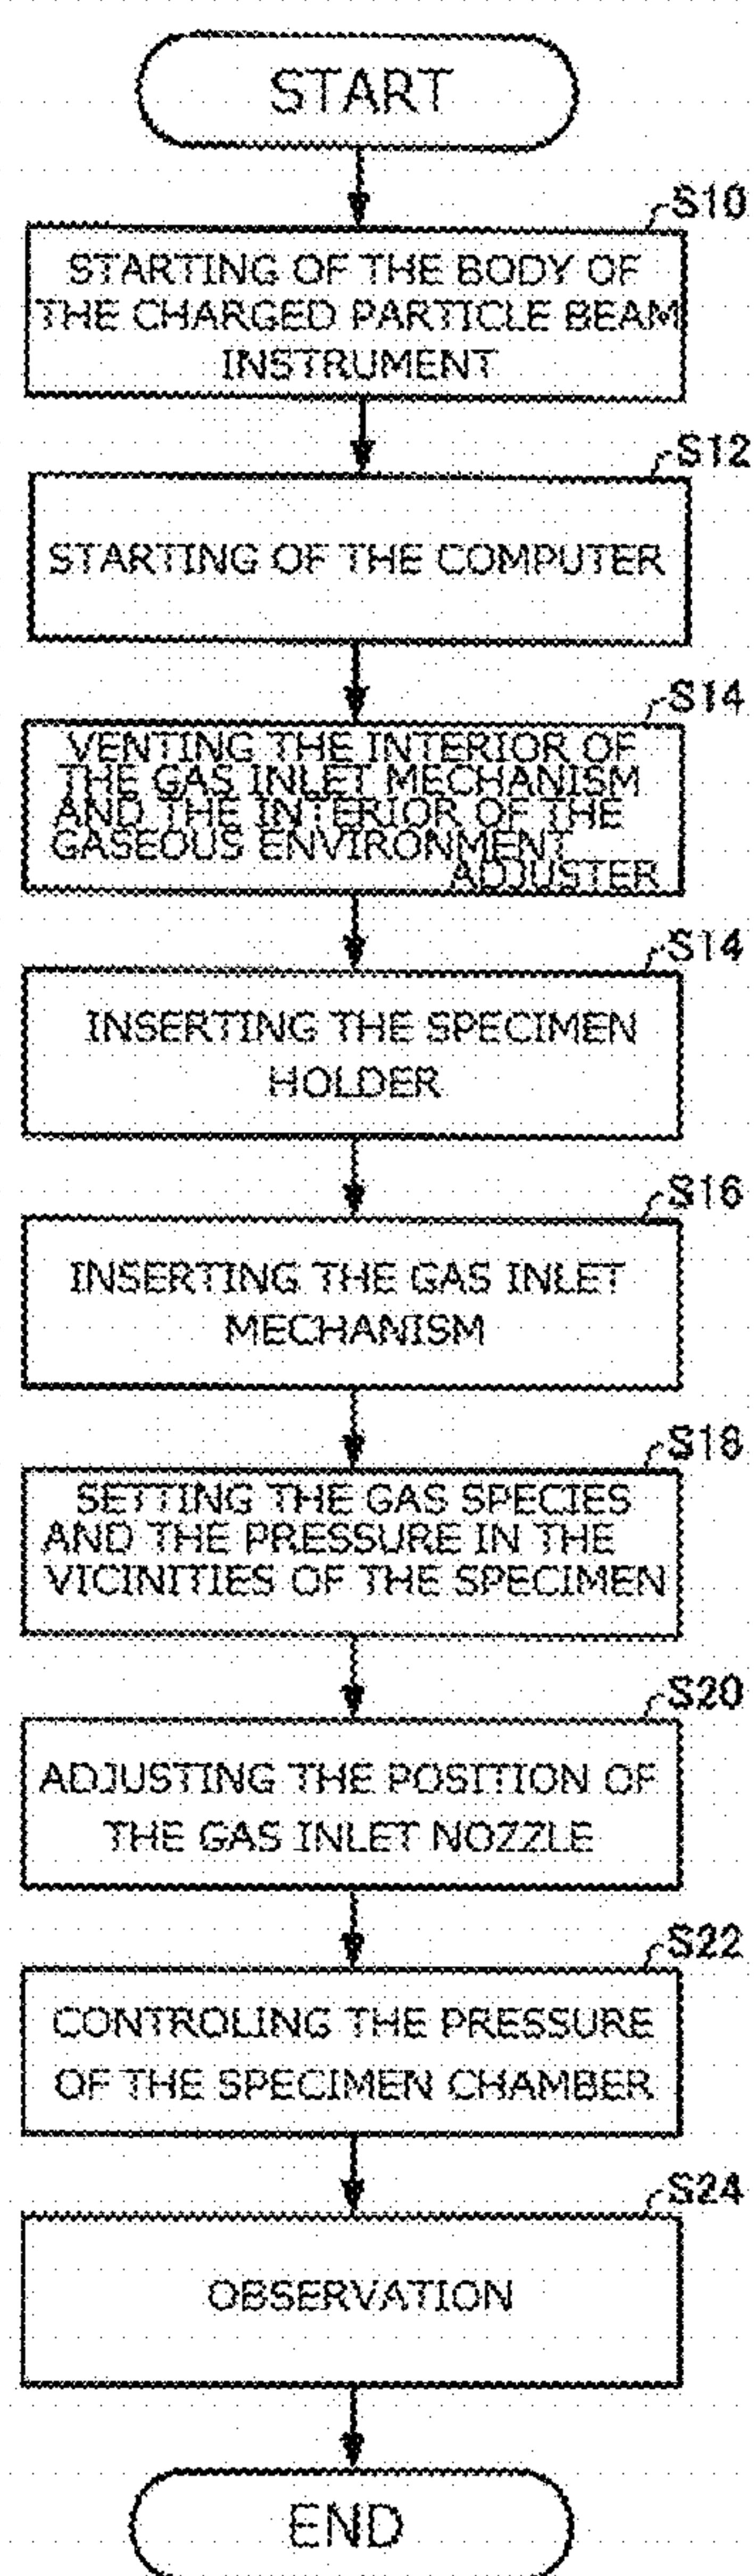 START
S10
STARTING OF THE BODY OF
THE CHARGED PARTICLE BEAM
INSTRUMENT
S12
STARTING OF THE COMPUTER
S14
VENTING THE INTERIOR OF
THE GAS INLET MECHANISM
AND THE INTERIOR OF THE
GASEOUS ENVIRONMENT
ADJUSTER
S14
INSERTING THE SPECIMEN
HOLDER
S16
INSERTING THE GAS INLET
MECHANISM
S18
SETTING THE GAS SPECIES
AND THE PRESSURE IN THE
VICINITIES OF THE SPECIMEN
S20
ADJUSTING THE POSITION OF
THE GAS INLET NOZZLE
S22
CONTROLING THE PRESSURE
OF THE SPECIMEN CHAMBER
S24
OBSERVATION
END